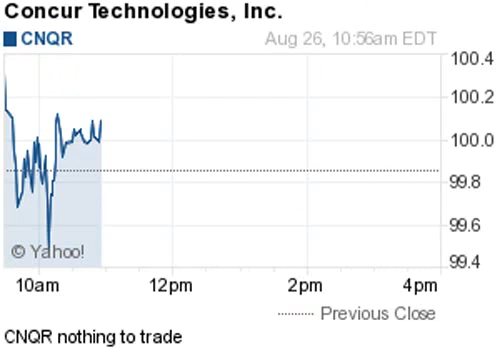 Concur Technologies, Inc.
CNQR Aug 26, 10:56am EDT
100.4
100.2
100.0
99.8
99.6
99.4
© Yahoo!
10am 12pm 2pm 4pm
Previous Close
CNQR nothing to trade